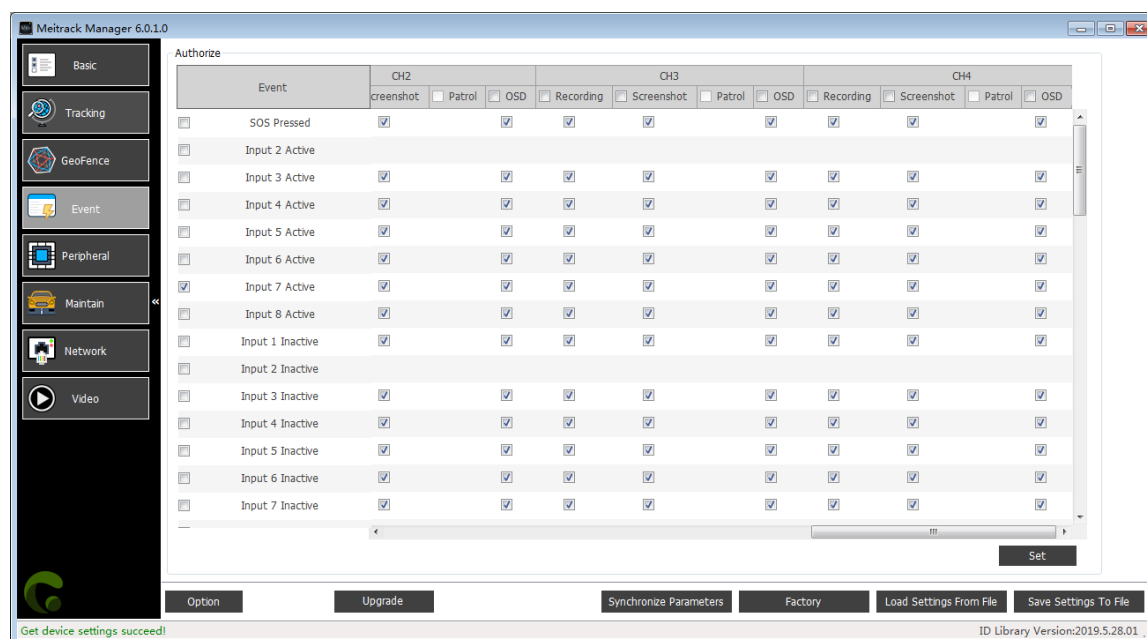 Meitrack Manager 6.0.1.0
Basic
Tracking
GeoFence
Event
Peripheral
Maintain
«
Network
Video
Authorize
Event
CH2
CH3
CH4
creenshot Patrol OSD Recording Screenshot Patrol OSD Recording Screenshot Patrol OSD
SOS Pressed
Input 2 Active
Input 3 Active
Input 4 Active
Input 5 Active
Input 6 Active
Input 7 Active
Input 8 Active
Input 1 Inactive
Input 2 Inactive
Input 3 Inactive
Input 4 Inactive
Input 5 Inactive
Input 6 Inactive
Input 7 Inactive
Set
Option Upgrade Synchronize Parameters Factory Load Settings From File Save Settings To File
Get device settings succeed! ID Library Version:2019.5.28.01